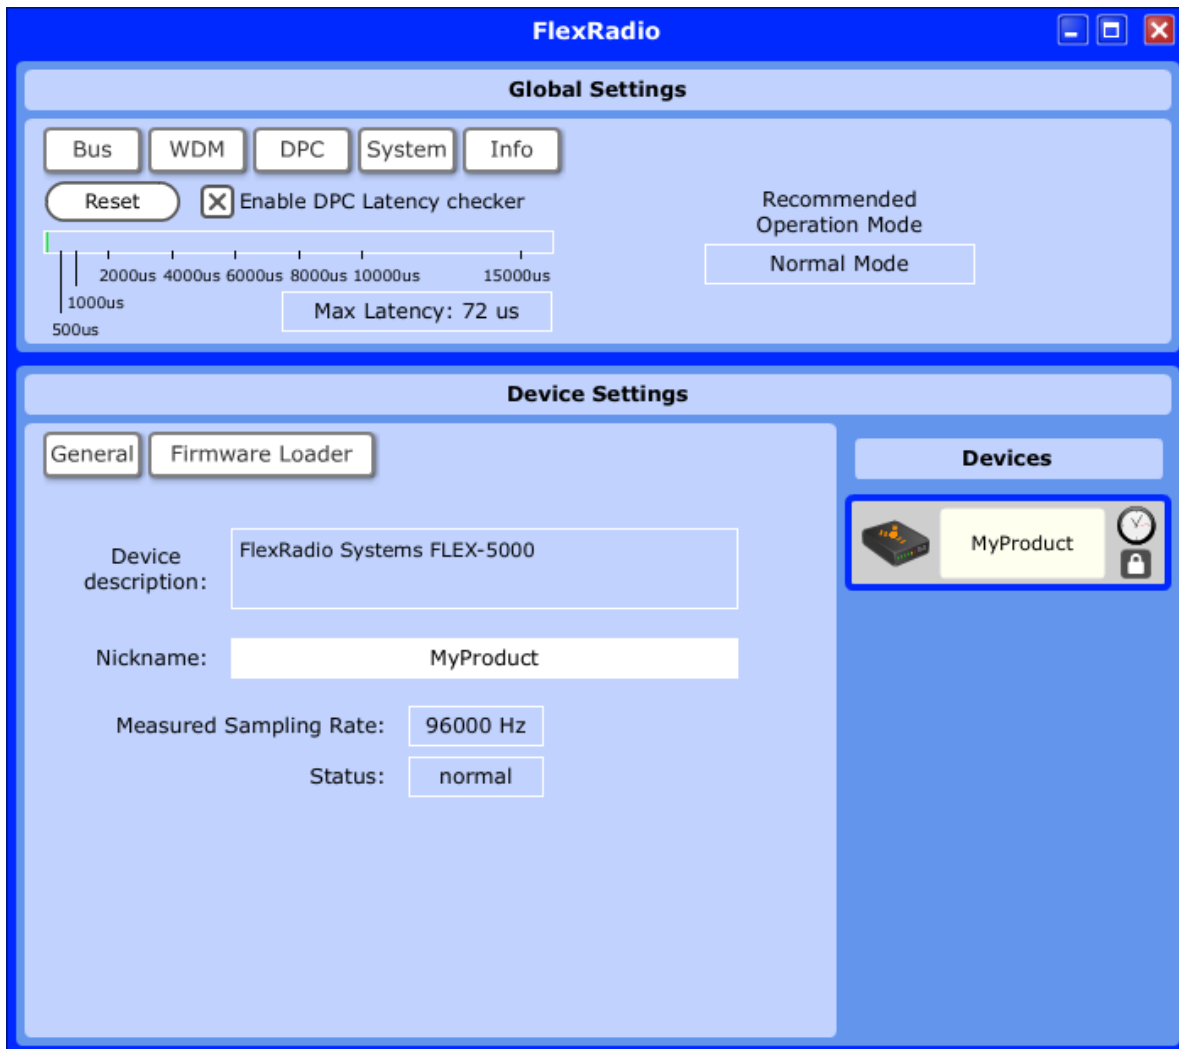 FlexRadio
Global Settings
Bus WDM DPC System Info
Reset Enable DPC Latency checker
Recommended
Operation Mode
Normal Mode
2000us 4000us 6000us 8000us 10000us 15000us
1000us
500us
Max Latency: 72 us
Device Settings
General Firmware Loader
Devices
MyProduct
Device
description:
FlexRadio Systems FLEX-5000
Nickname: MyProduct
Measured Sampling Rate: 96000 Hz
Status: normal